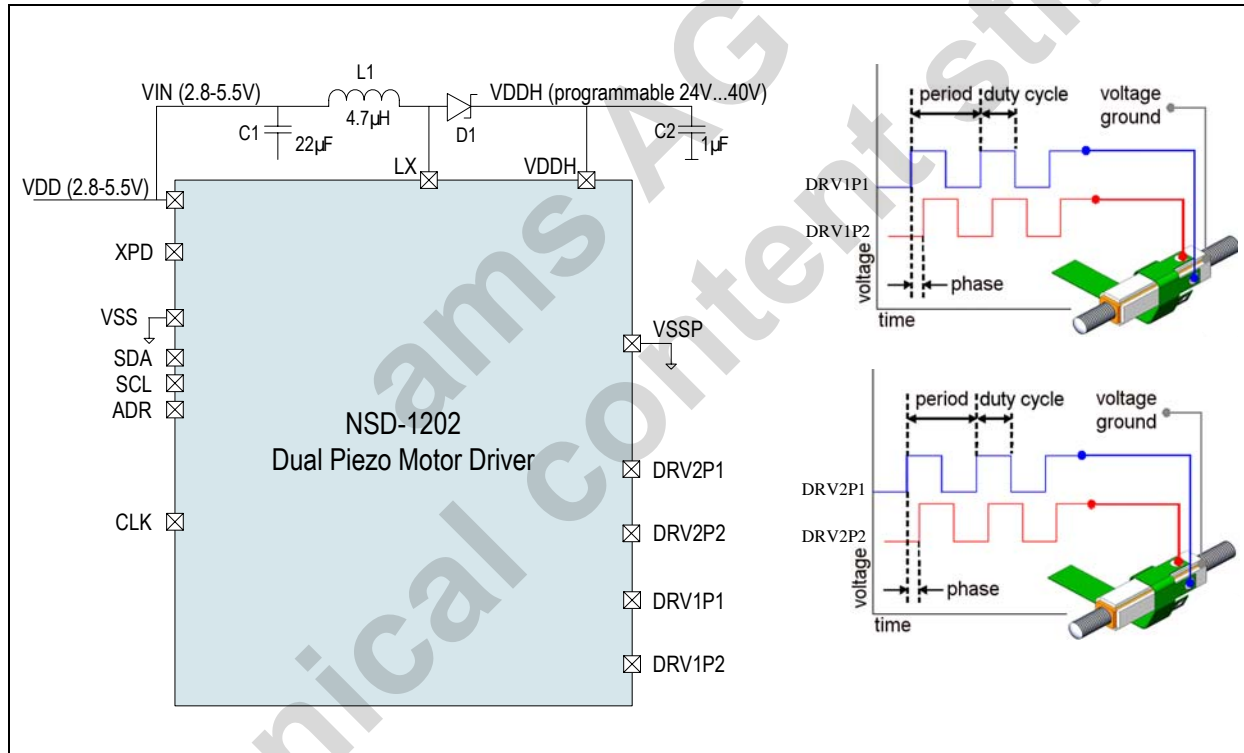 L1
VIN (2.8-5.5V)
VDDH (programmable 24V...40V)
4.7µH
C1
22µF
D1
C2
1µF
LX
VDDH
VDD (2.8-5.5V)
XPD
VSS
SDA
SCL
ADR
CLK
NSD-1202
Dual Piezo Motor Driver
VSSP
DRV2P1
DRV2P2
DRV1P1
DRV1P2
period
duty cycle
voltage
ground
DRV1P1
DRV1P2
voltage
phase
time
period
duty cycle
voltage
ground
DRV2P1
DRV2P2
voltage
phase
time
ams AG
nical content sti